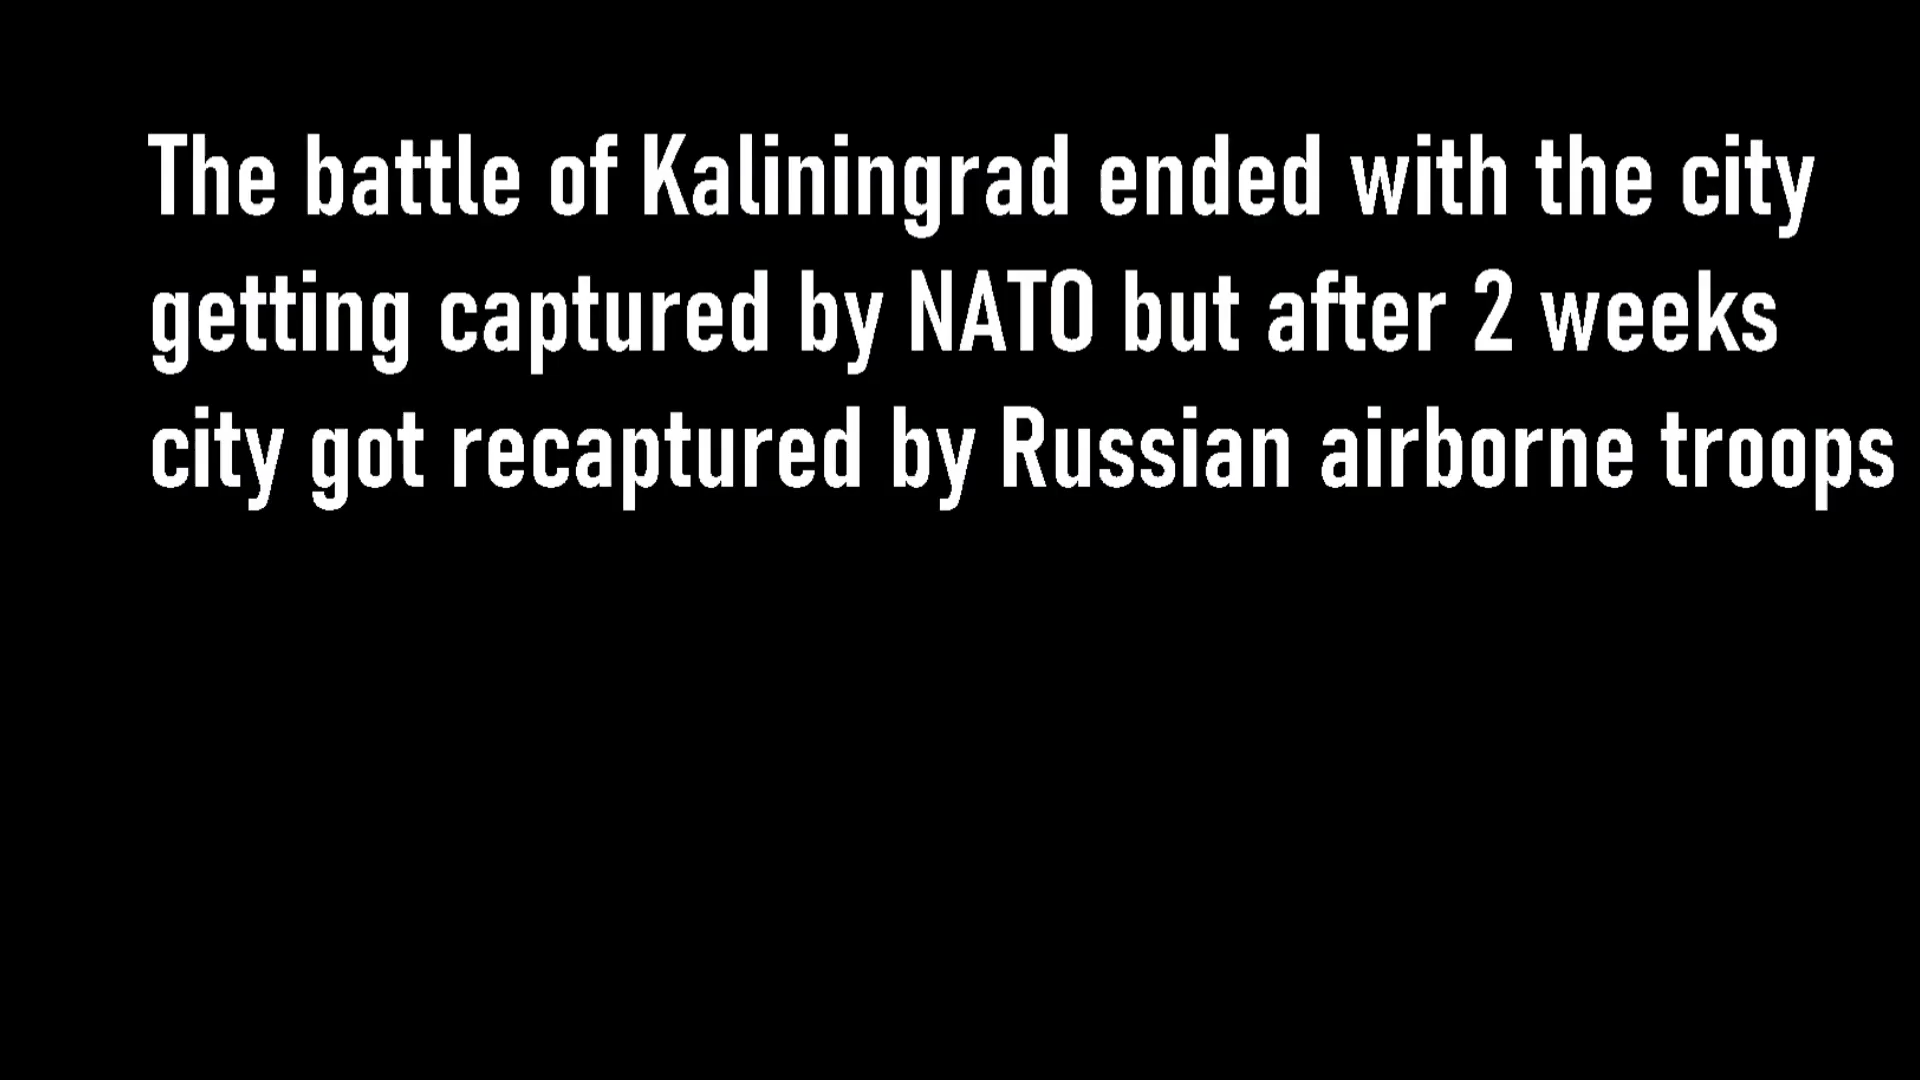 The battle of Kaliningrad ended with the city
getting captured by NATO but after 2 weeks
city got recaptured by Russian airborne troops